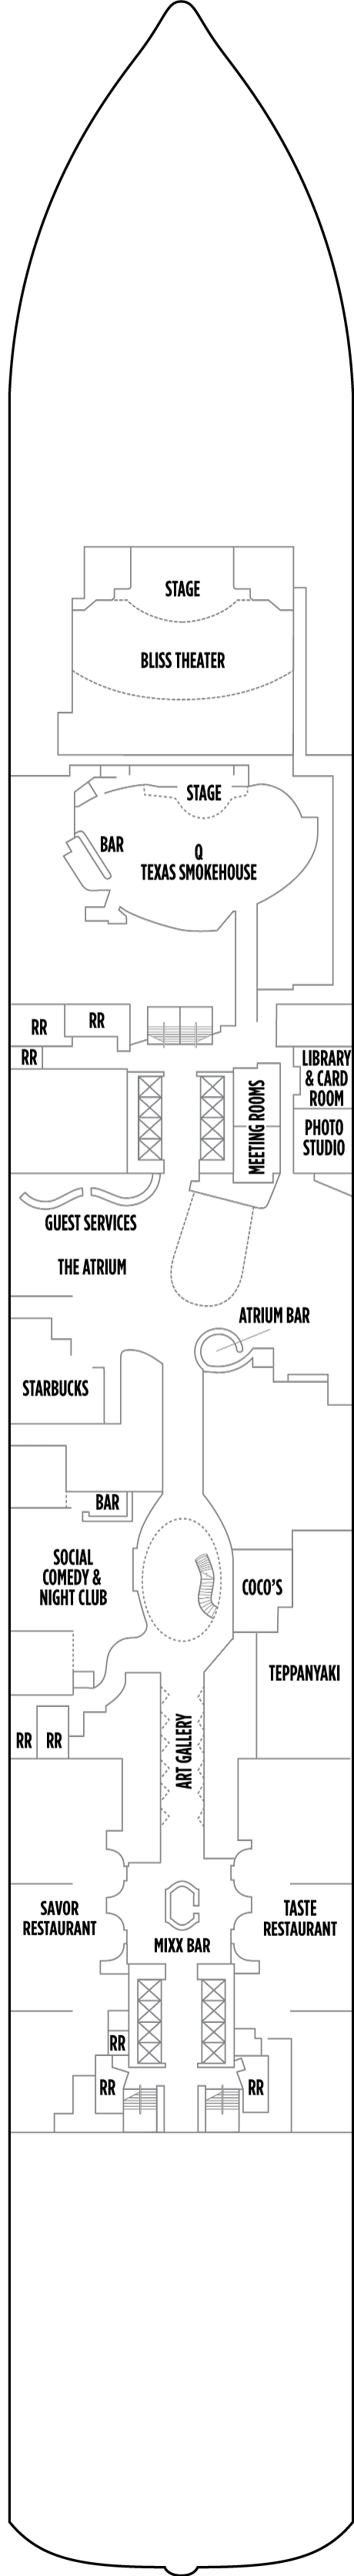 STAGE
BLISS THEATER
STAGE
BAR
Q
TEXAS SMOKEHOUSE
RR
RR
RR
LIBRARY
& CARD
ROOM
MEETING ROOMS
PHOTO
STUDIO
GUEST SERVICES
THE ATRIUM
ATRIUM BAR
STARBUCKS
BAR
SOCIAL
COMEDY &
NIGHT CLUB
COCO'S
TEPPANYAKI
ART GALLERY
RR
RR
SAVOR
RESTAURANT
TASTE
RESTAURANT
MIXX BAR
RR
RR
RR